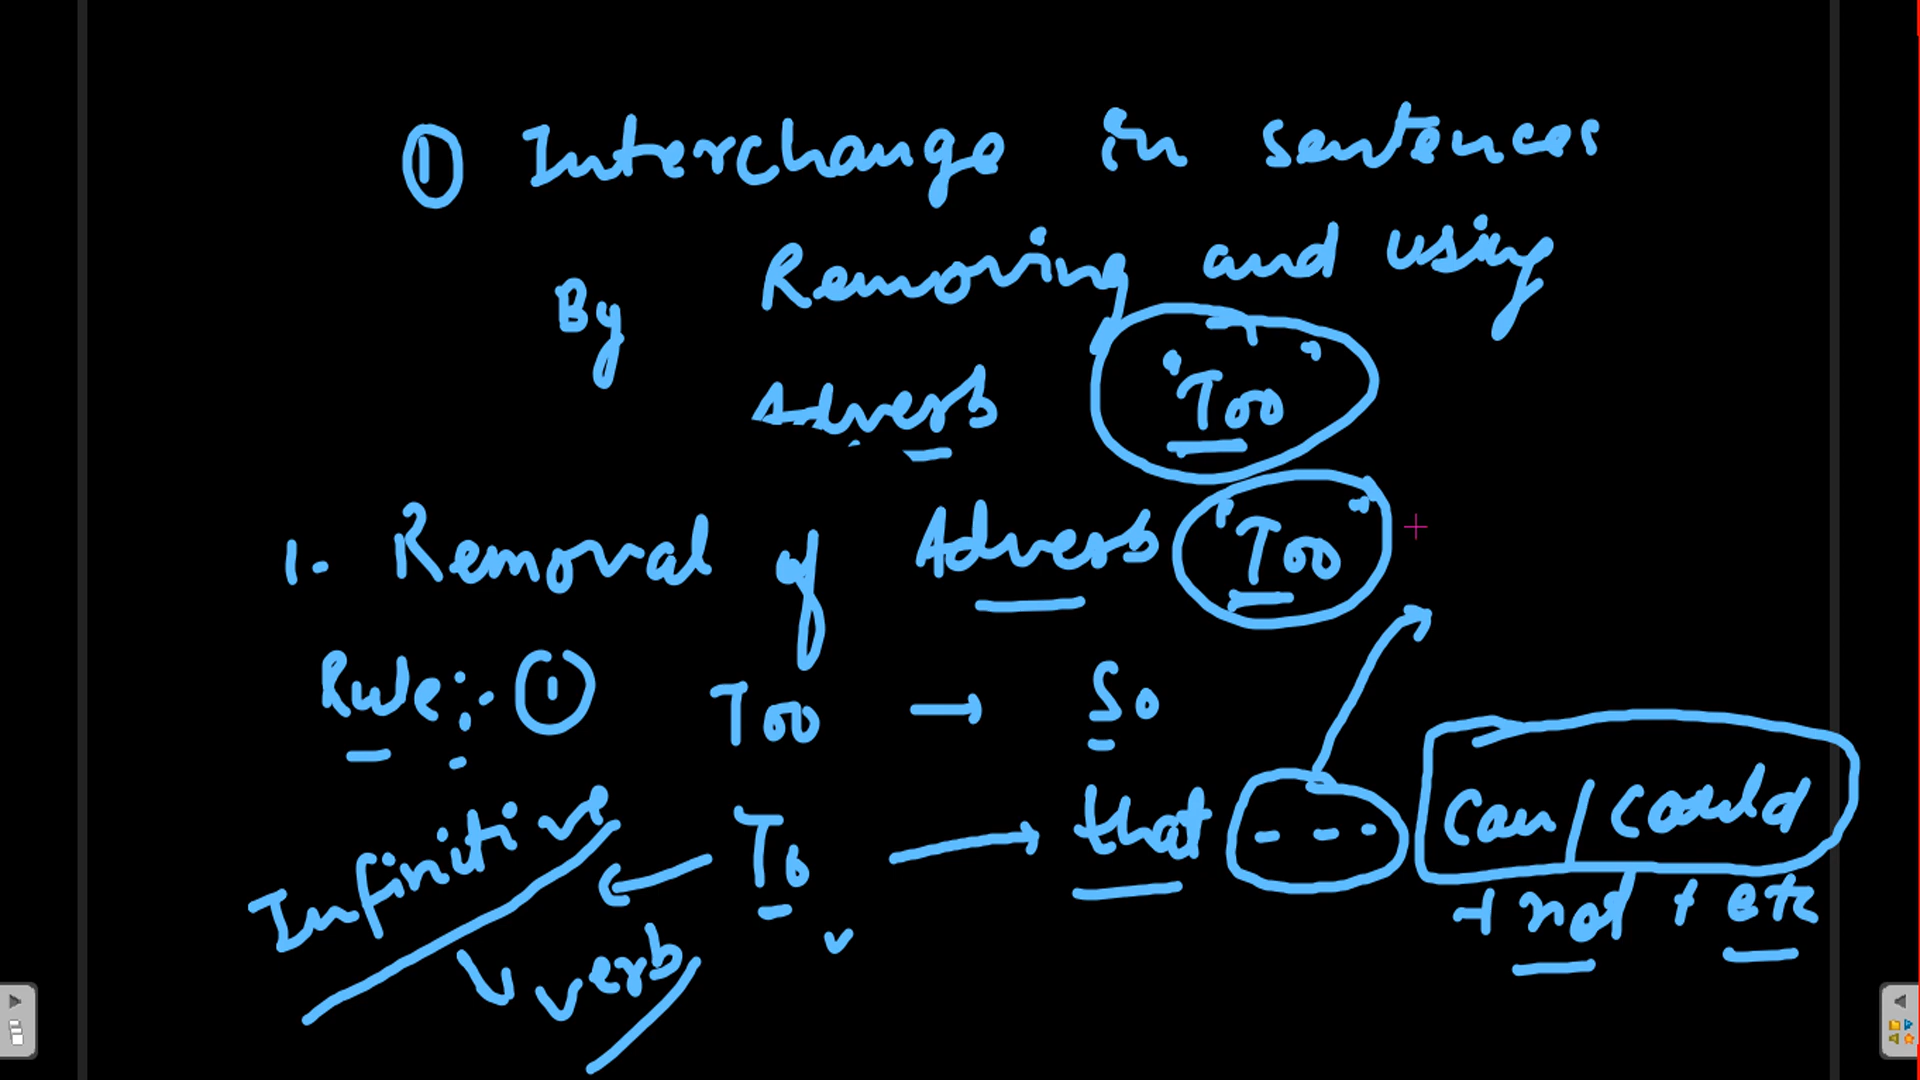 ① Interchange in sentences
By Removing and using
Adverb "Too"
1. Removal of Adverb "Too"
Rule:- ① Too → So
Infinitive ← To → that --- can/could
verb + not + etc